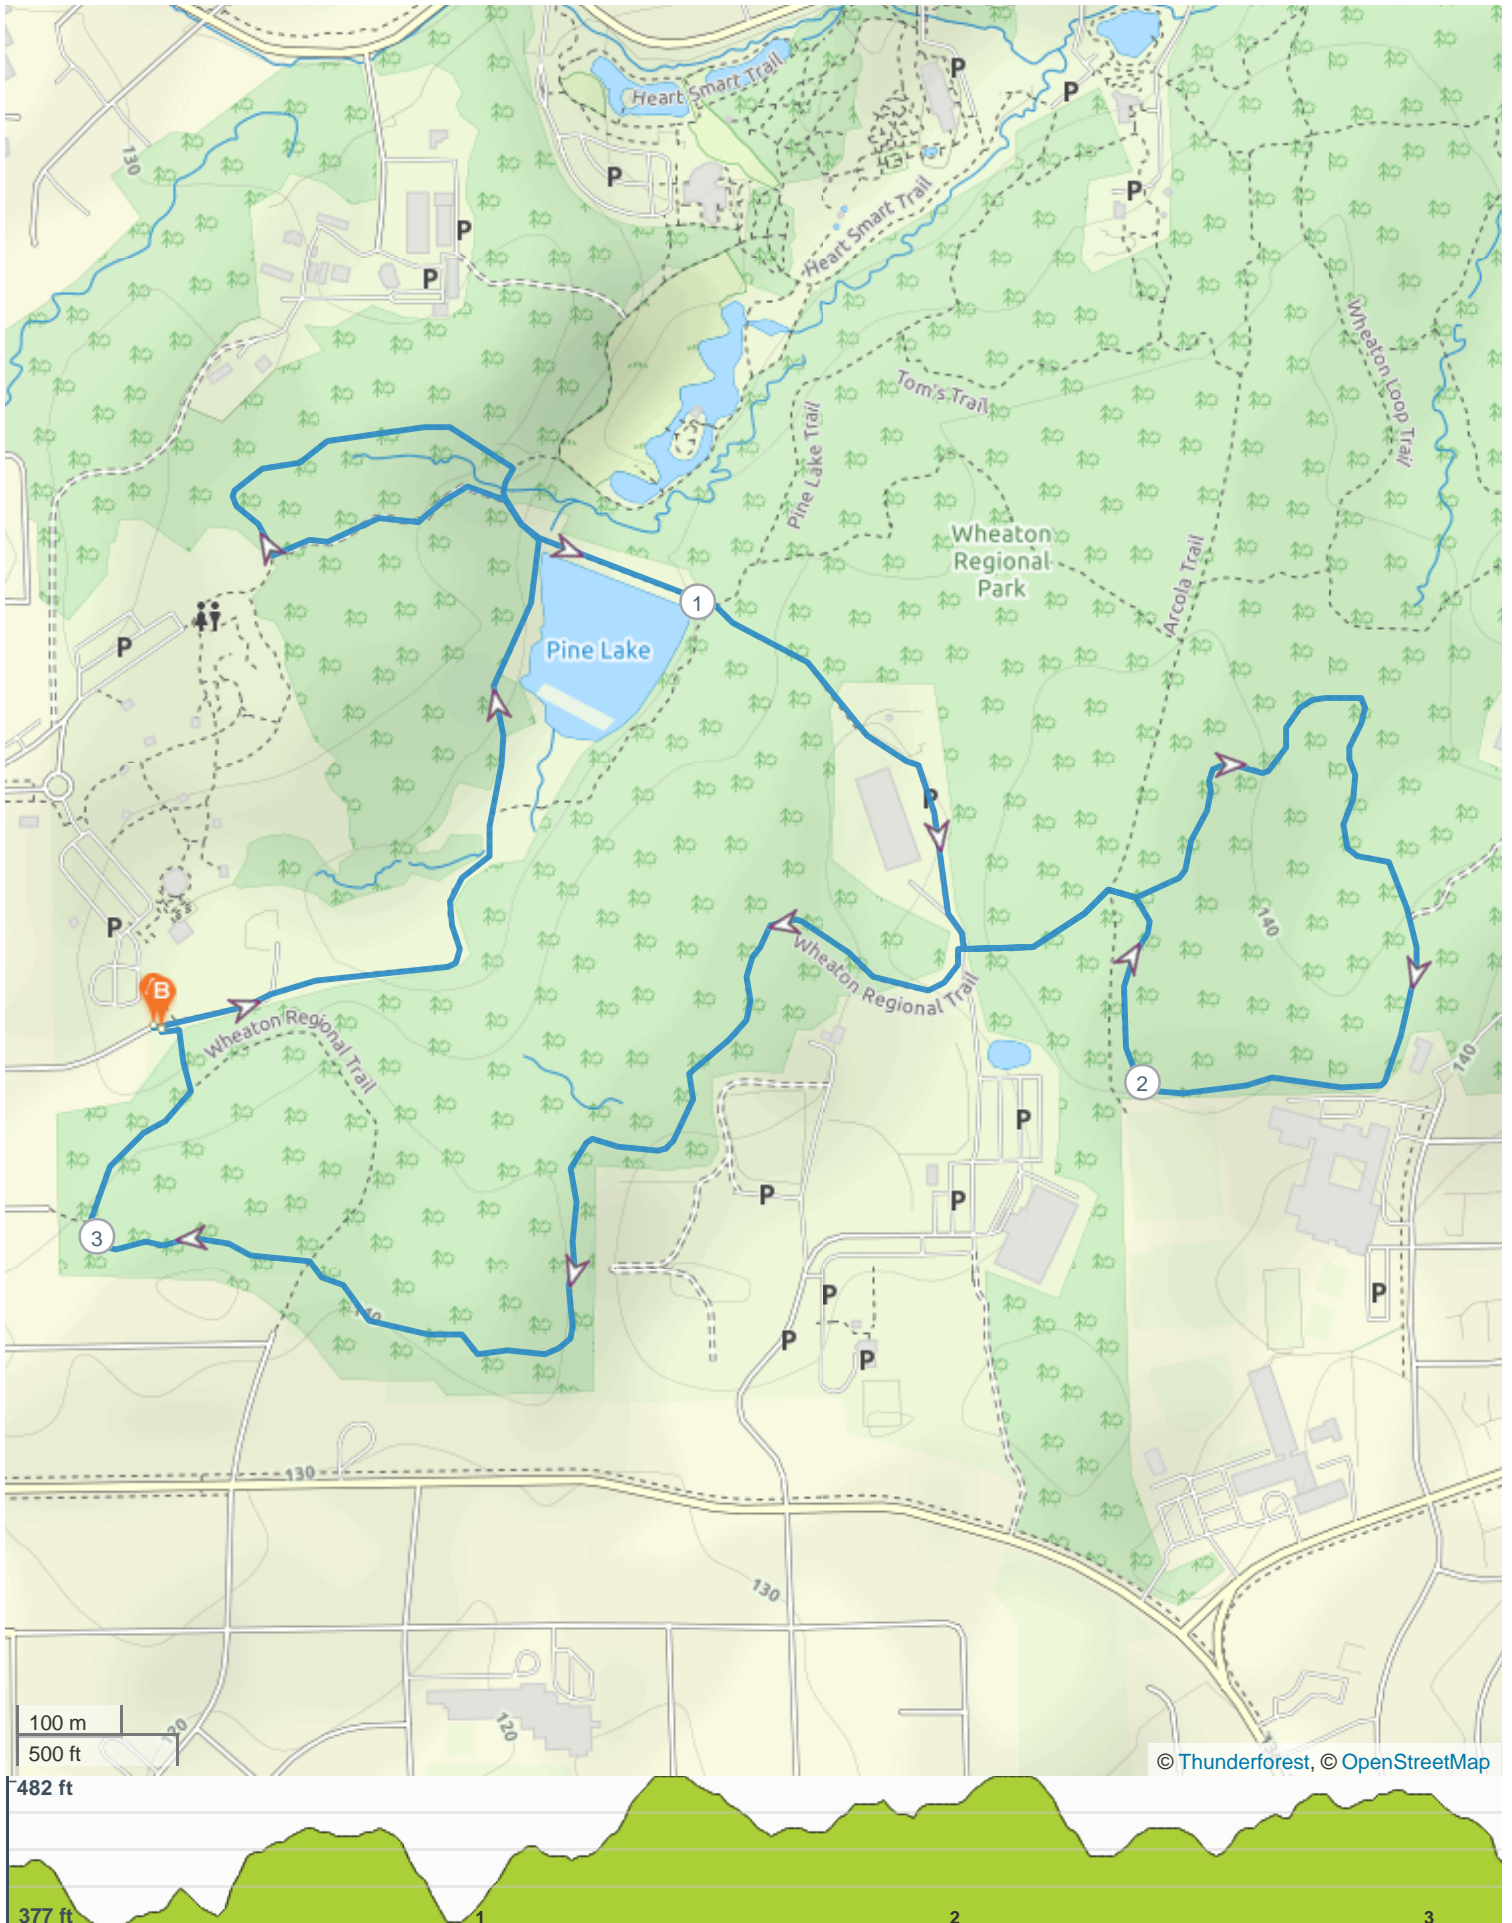 Heart Smart Trail
P
P
130
P
P
Heart Smart Trail
P
P
Wheaton Loop Trail
Tom's Trail
Pine Lake Trail
Wheaton
Regional
Park
Arcola Trail
1
Pine Lake
P
P
P
140
B
Wheaton Regional Trail
Wheaton Regional Trail
140
2
P
P
P
3
140
P
P
P
P
130
130
120
120
100 m
500 ft
© Thunderforest, © OpenStreetMap
482 ft
377 ft
1
2
3